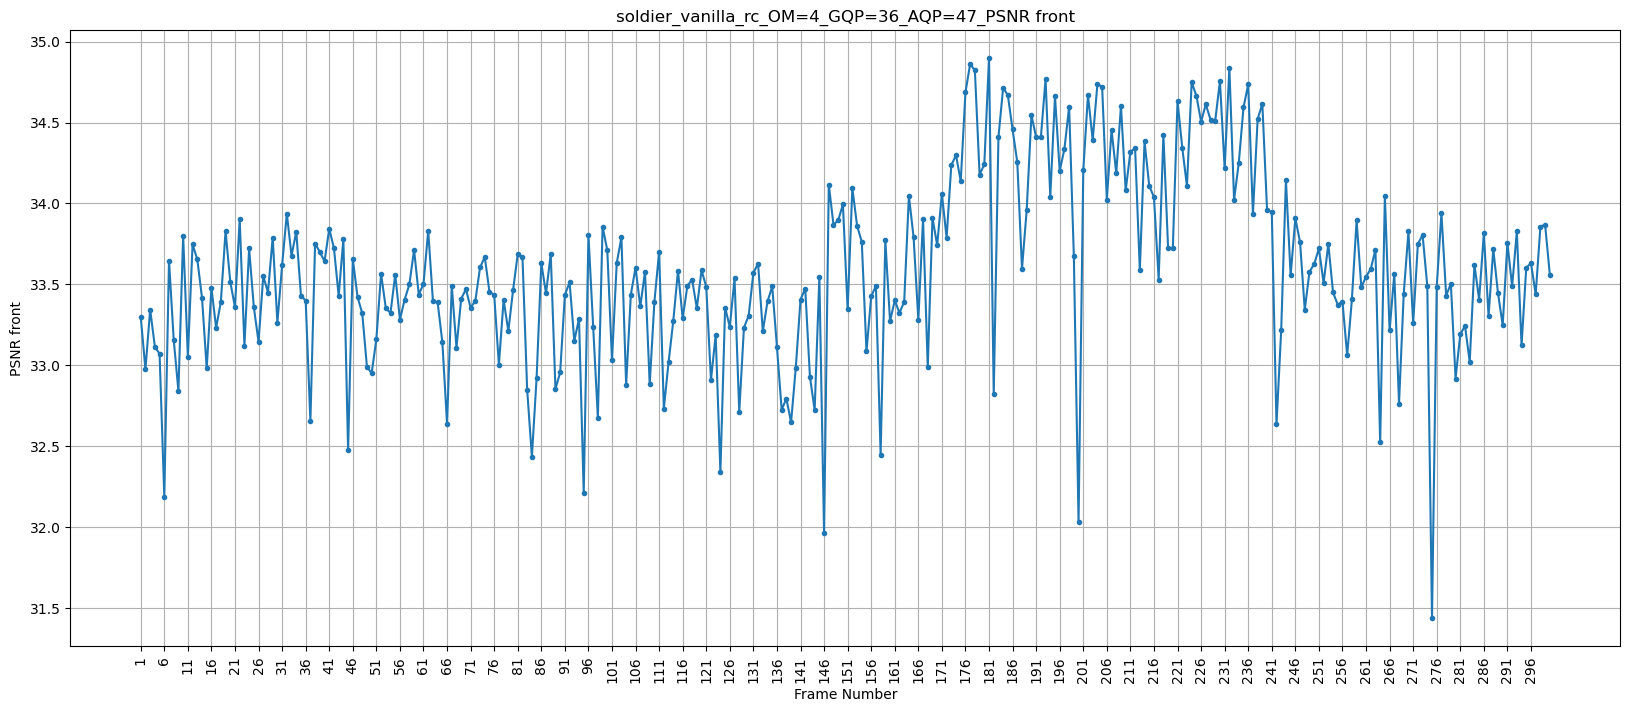 soldier_vanilla_rc_OM=4_GQP=36_AQP=47_PSNR front
35.0
34.5
34.0
33.5
33.0
32.5
32.0
31.5
PSNR front
1 6 11 16 21 26 31 36 41 46 51 56 61 66 71 76 81 86 91 96 101 106 111 116 121 126 131 136 141 146 151 156 161 166 171 176 181 186 191 196 201 206 211 216 221 226 231 236 241 246 251 256 261 266 271 276 281 286 291 296
Frame Number